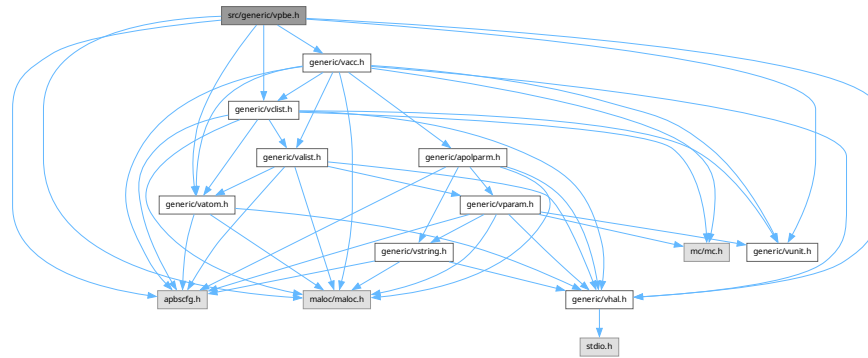 src/generic/vpbe.h
generic/vacc.h
generic/vclist.h
generic/valist.h
generic/apolparm.h
generic/vatom.h
generic/vparam.h
generic/vstring.h
mc/mc.h
generic/vunit.h
apbscfg.h
maloc/maloc.h
generic/vhal.h
stdio.h